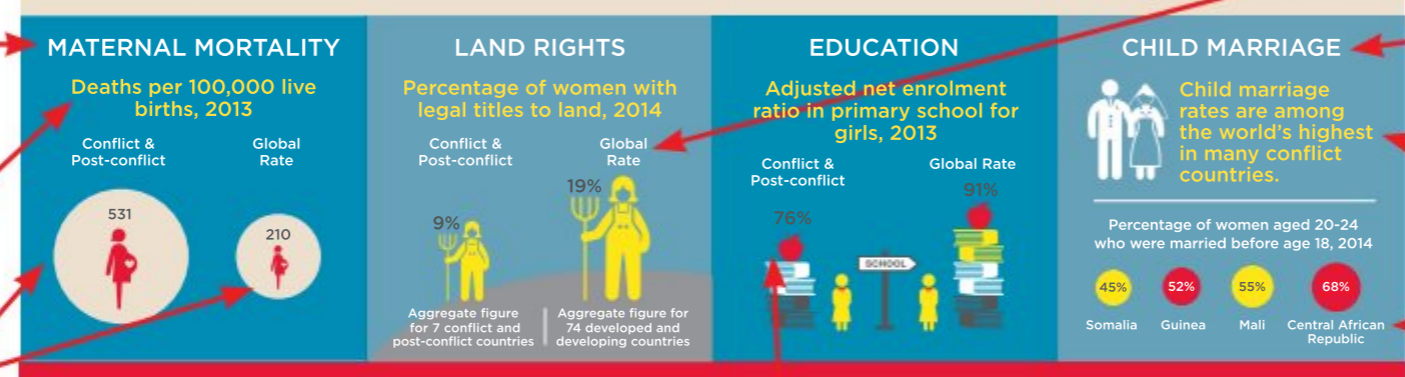 MATERNAL MORTALITY
Deaths per 100,000 live
births, 2013
Conflict &
Post-conflict
Global
Rate
531
210
LAND RIGHTS
Percentage of women with
legal titles to land, 2014
Conflict &
Post-conflict
Global
Rate
9%
19%
Aggregate figure
for 7 conflict and
post-conflict countries
Aggregate figure for
74 developed and
developing countries
EDUCATION
Adjusted net enrolment
ratio in primary school for
girls, 2013
Conflict &
Post-conflict
Global Rate
76%
91%
SCHOOL
CHILD MARRIAGE
Child marriage
rates are among
the world's highest
in many conflict
countries.
Percentage of women aged 20-24
who were married before age 18, 2014
45%
52%
55%
68%
Somalia
Guinea
Mali
Central African
Republic